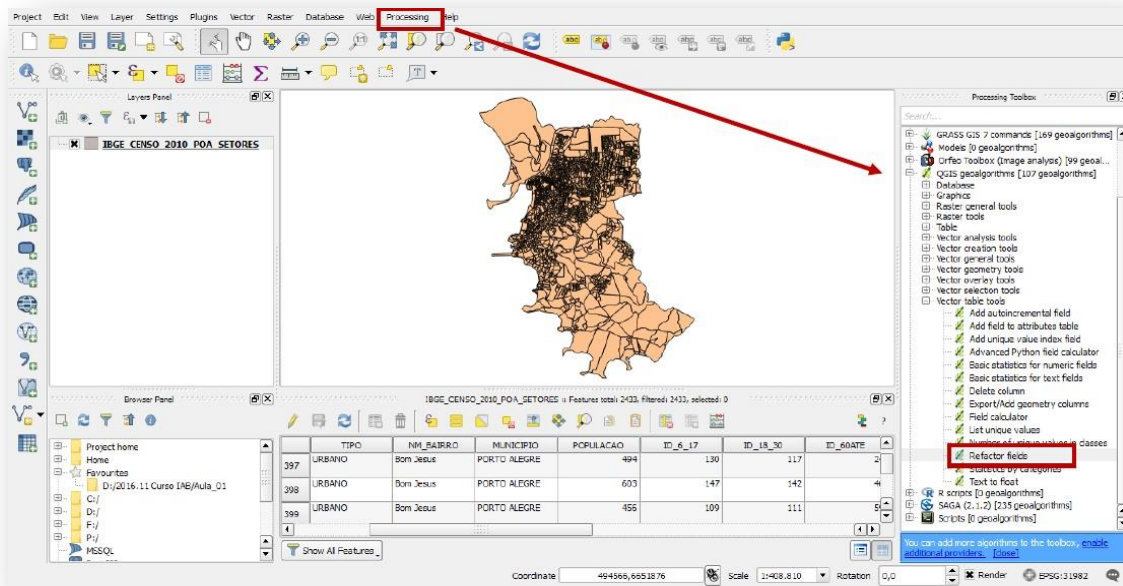 Project Edit View Layer Settings Plugins Vector Raster Database Web Processing Help
Layers Panel
IBGE_CENSO_2010_POA_SETORES
Processing Toolbox
Search...
GRASS GIS 7 commands [169 geoalgorithms]
Models [0 geoalgorithms]
Orfeo Toolbox (Image analysis) [99 geoal...
QGIS geoalgorithms [107 geoalgorithms]
Database
Graphics
Raster general tools
Raster tools
Table
Vector analysis tools
Vector creation tools
Vector general tools
Vector geometry tools
Vector overlay tools
Vector selection tools
Vector table tools
Add autoincremental field
Add field to attributes table
Add unique value index field
Advanced Python field calculator
Basic statistics for numeric fields
Basic statistics for text fields
Delete column
Export/Add geometry columns
Field calculator
List unique values
Number of unique values in classes
Refactor fields
Statistics by categories
Text to float
R scripts [0 geoalgorithms]
SAGA (2.1.2) [235 geoalgorithms]
Scripts [0 geoalgorithms]
You can add more algorithms to the toolbox, enable
additional providers. [close]
Browser Panel
Project home
Home
Favourites
D:/2016.11 Curso IAB/Aula_01
C:/
D:/
F:/
P:/
MSSQL
IBGE_CENSO_2010_POA_SETORES :: Features total: 2433, filtered: 2433, selected: 0
TIPO NM_BAIRRO MUNICIPIO POPULACAO ID_6_17 ID_18_30 ID_60ATE
397 URBANO Bom Jesus PORTO ALEGRE 494 130 117
398 URBANO Bom Jesus PORTO ALEGRE 603 147 142
399 URBANO Bom Jesus PORTO ALEGRE 456 109 111
Show All Features
Coordinate 494566,6651876 Scale 1:408.810 Rotation 0,0 Render EPSG:31982